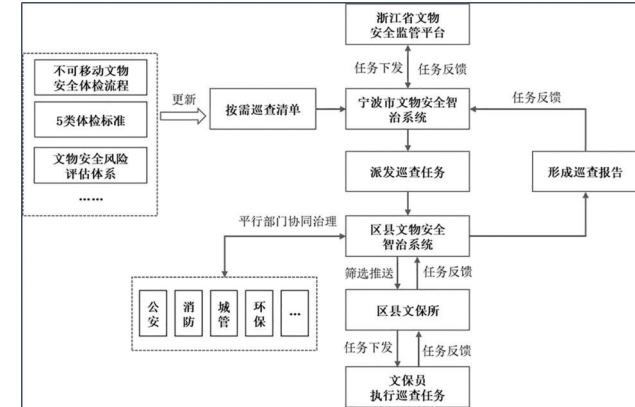 浙江省文物
安全监管平台
任务下发
任务反馈
不可移动文物
安全体检流程
5类体检标准
文物安全风险
评估体系
……
更新
按需巡查清单
宁波市文物安全智
治系统
任务反馈
派发巡查任务
形成巡查报告
平行部门协同治理
区县文物安全
智治系统
筛选推送
任务反馈
公安
消防
城管
环保
...
区县文保所
任务下发
任务反馈
文保员
执行巡查任务